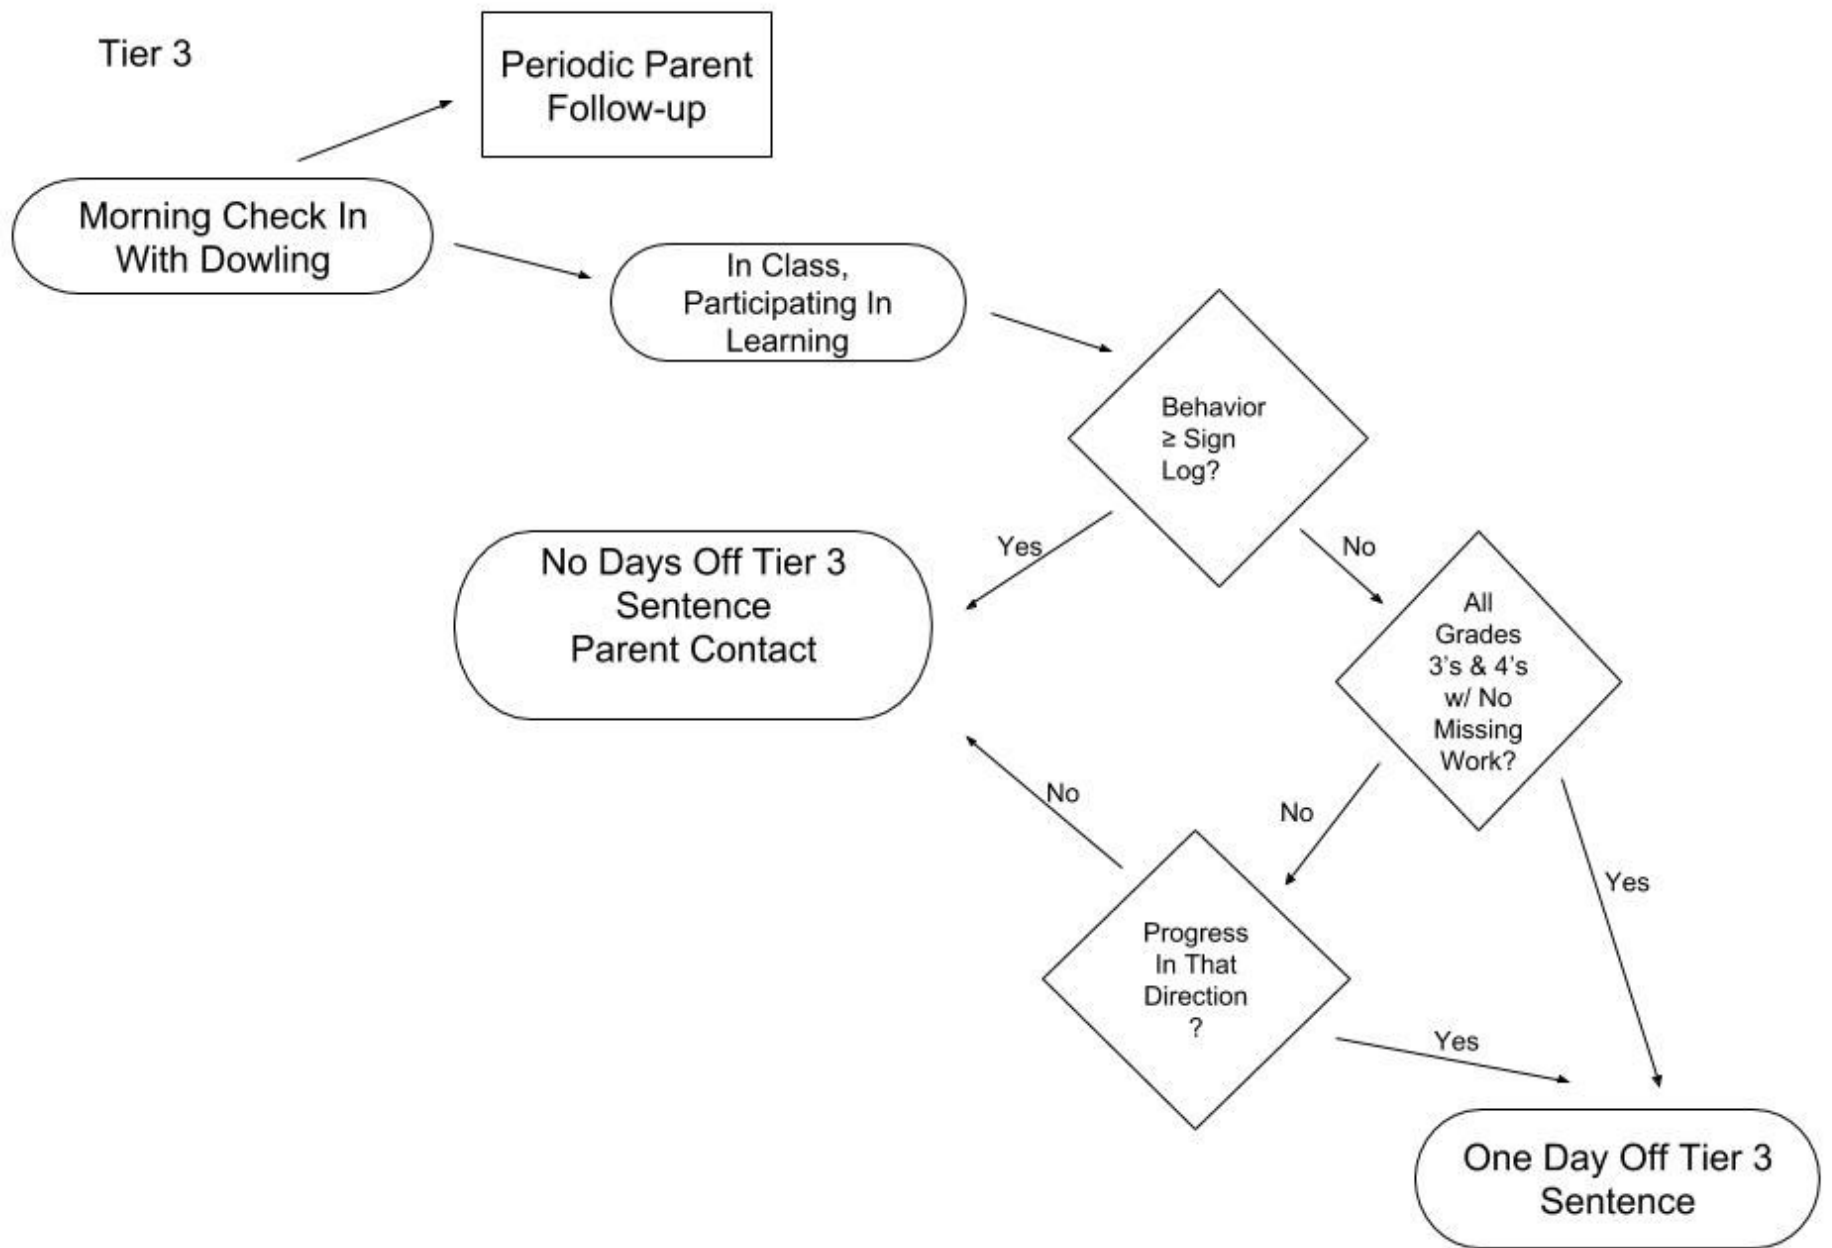 Tier 3
Periodic Parent
Follow-up
Morning Check In
With Dowling
In Class,
Participating In
Learning
Behavior
≥ Sign
Log?
Yes
No
No Days Off Tier 3
Sentence
Parent Contact
All
Grades
3's & 4's
w/ No
Missing
Work?
No
No
Yes
Progress
In That
Direction
?
Yes
One Day Off Tier 3
Sentence